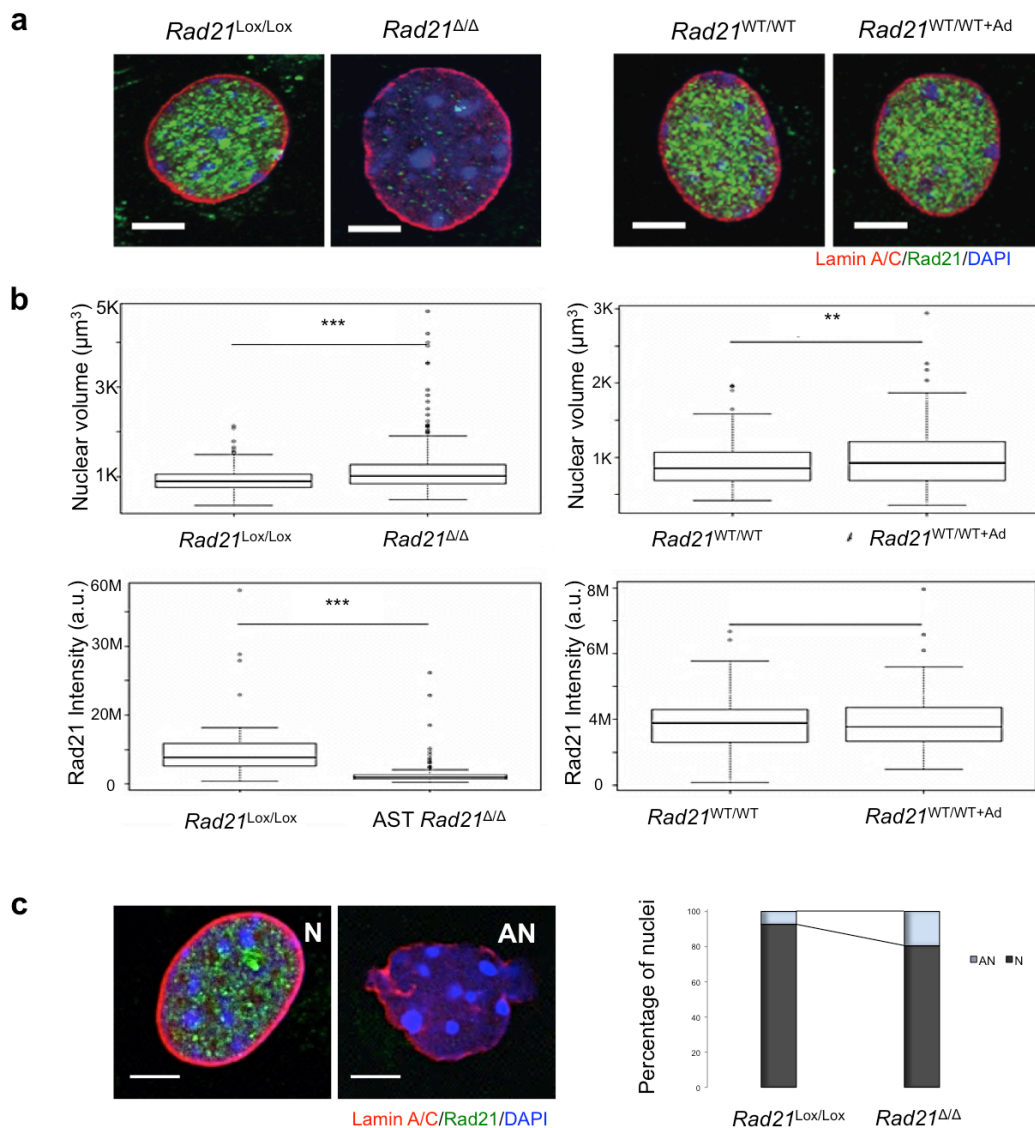 a
Rad21Lox/Lox
Rad21Δ/Δ
Rad21WT/WT
Rad21WT/WT+Ad
Lamin A/C/Rad21/DAPI
b
Nuclear volume (µm³)
5K
3K
1K
***
Rad21Lox/Lox
Rad21Δ/Δ
Nuclear volume (µm³)
3K
2K
1K
**
Rad21WT/WT
Rad21WT/WT+Ad
Rad21 Intensity (a.u.)
60M
30M
20M
0
***
Rad21Lox/Lox
AST Rad21Δ/Δ
Rad21 Intensity (a.u.)
8M
6M
4M
0
Rad21WT/WT
Rad21WT/WT+Ad
c
N
AN
Lamin A/C/Rad21/DAPI
Percentage of nuclei
100
80
60
40
20
0
AN N
Rad21Lox/Lox
Rad21Δ/Δ